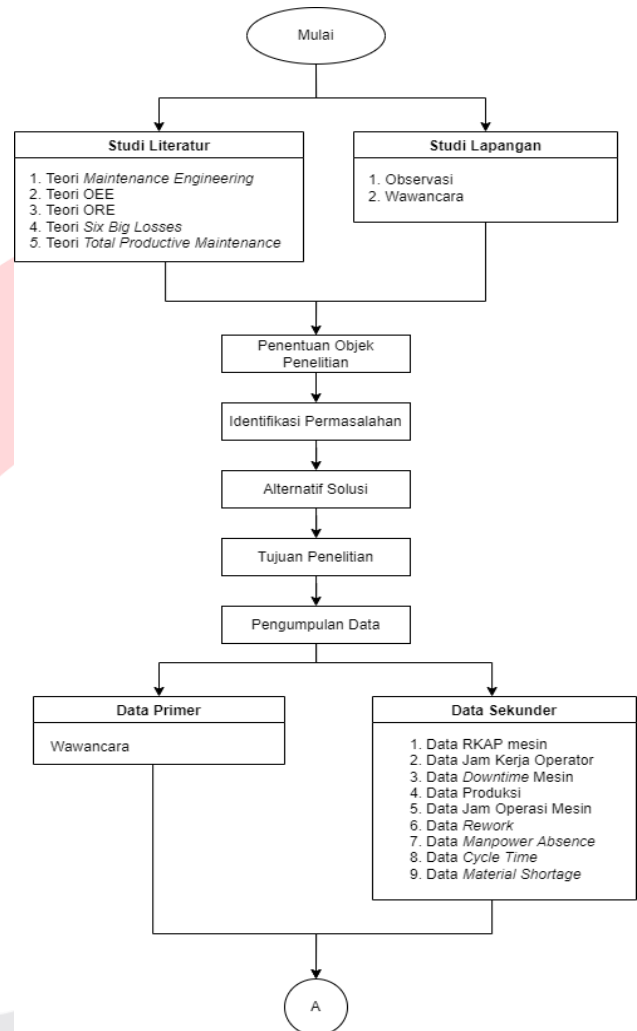 Mulai
Studi Literatur
1. Teori Maintenance Engineering
2. Teori OEE
3. Teori ORE
4. Teori Six Big Losses
5. Teori Total Productive Maintenance
Studi Lapangan
1. Observasi
2. Wawancara
Penentuan Objek
Penelitian
Identifikasi Permasalahan
Alternatif Solusi
Tujuan Penelitian
Pengumpulan Data
Data Primer
Wawancara
Data Sekunder
1. Data RKAP mesin
2. Data Jam Kerja Operator
3. Data Downtime Mesin
4. Data Produksi
5. Data Jam Operasi Mesin
6. Data Rework
7. Data Manpower Absence
8. Data Cycle Time
9. Data Material Shortage
A